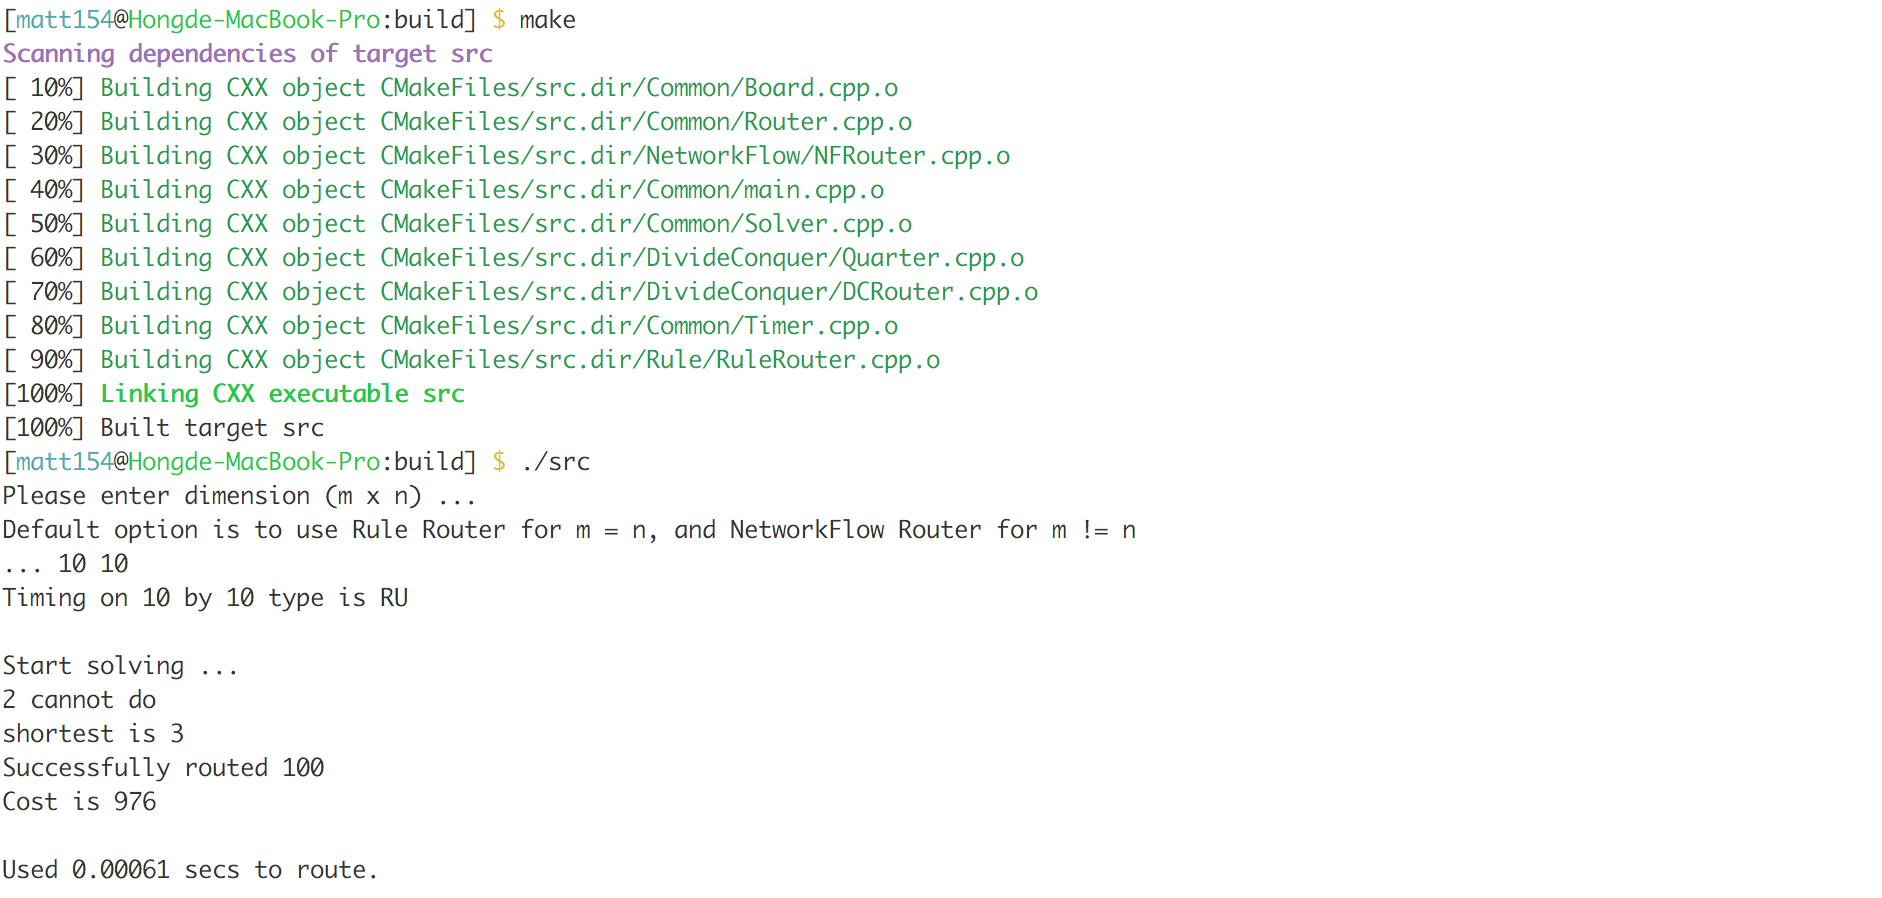 [matt154@Hongde-MacBook-Pro:build] $ make
Scanning dependencies of target src
[ 10%] Building CXX object CMakeFiles/src.dir/Common/Board.cpp.o
[ 20%] Building CXX object CMakeFiles/src.dir/Common/Router.cpp.o
[ 30%] Building CXX object CMakeFiles/src.dir/NetworkFlow/NFRouter.cpp.o
[ 40%] Building CXX object CMakeFiles/src.dir/Common/main.cpp.o
[ 50%] Building CXX object CMakeFiles/src.dir/Common/Solver.cpp.o
[ 60%] Building CXX object CMakeFiles/src.dir/DivideConquer/Quarter.cpp.o
[ 70%] Building CXX object CMakeFiles/src.dir/DivideConquer/DCRouter.cpp.o
[ 80%] Building CXX object CMakeFiles/src.dir/Common/Timer.cpp.o
[ 90%] Building CXX object CMakeFiles/src.dir/Rule/RuleRouter.cpp.o
[100%] Linking CXX executable src
[100%] Built target src
[matt154@Hongde-MacBook-Pro:build] $ ./src
Please enter dimension (m x n) ...
Default option is to use Rule Router for m = n, and NetworkFlow Router for m != n
... 10 10
Timing on 10 by 10 type is RU

Start solving ...
2 cannot do
shortest is 3
Successfully routed 100
Cost is 976

Used 0.00061 secs to route.